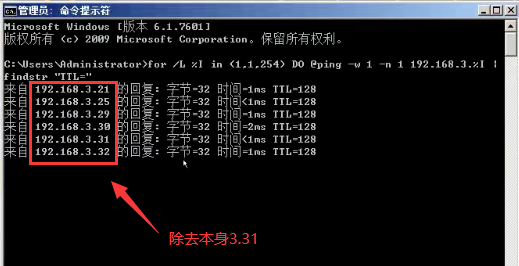 管理员: 命令提示符
Microsoft Windows [版本 6.1.7601]
版权所有 (c) 2009 Microsoft Corporation。保留所有权利。
C:\Users\Administrator>for /L %I in (1,1,254) DO @ping -w 1 -n 1 192.168.3.%I |
findstr "TTL="
来自 192.168.3.21 的回复: 字节=32 时间=1ms TTL=128
来自 192.168.3.25 的回复: 字节=32 时间<1ms TTL=128
来自 192.168.3.29 的回复: 字节=32 时间=1ms TTL=128
来自 192.168.3.30 的回复: 字节=32 时间=2ms TTL=128
来自 192.168.3.31 的回复: 字节=32 时间<1ms TTL=128
来自 192.168.3.32 的回复: 字节=32 时间=1ms TTL=128
除去本身3.31